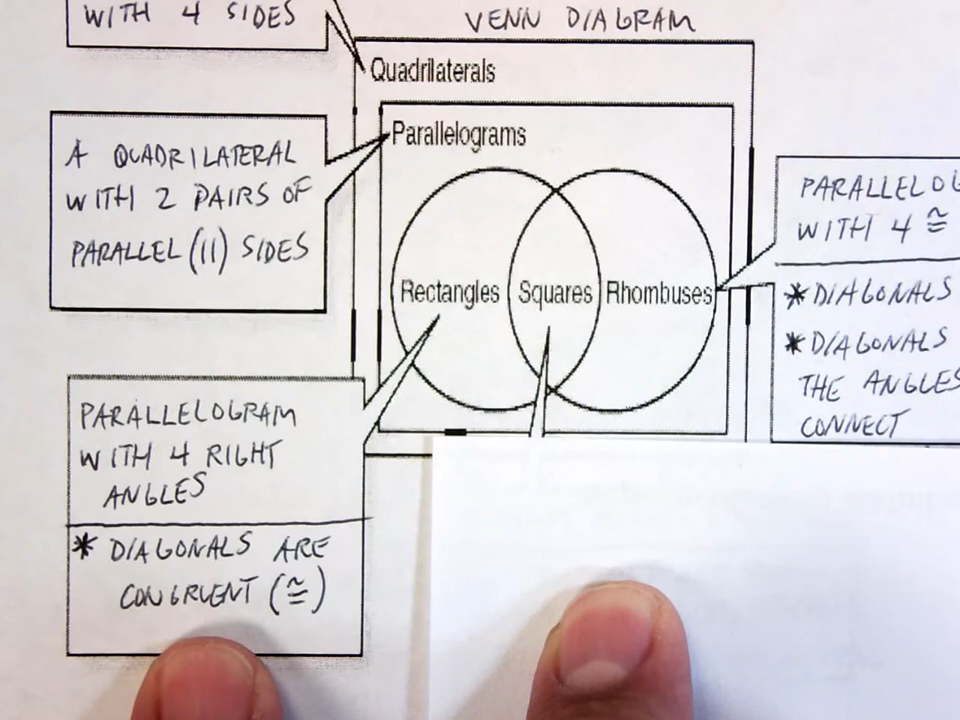 WITH 4 SIDES
VENN DIAGRAM
Quadrilaterals
Parallelograms
A QUADRILATERAL
WITH 2 PAIRS OF
PARALLEL (||) SIDES
PARALLELOG
WITH 4 ≅
* DIAGONALS
* DIAGONALS
THE ANGLES
CONNECT
Rectangles
Squares
Rhombuses
PARALLELOGRAM
WITH 4 RIGHT
ANGLES
* DIAGONALS ARE
CONGRUENT (≅)